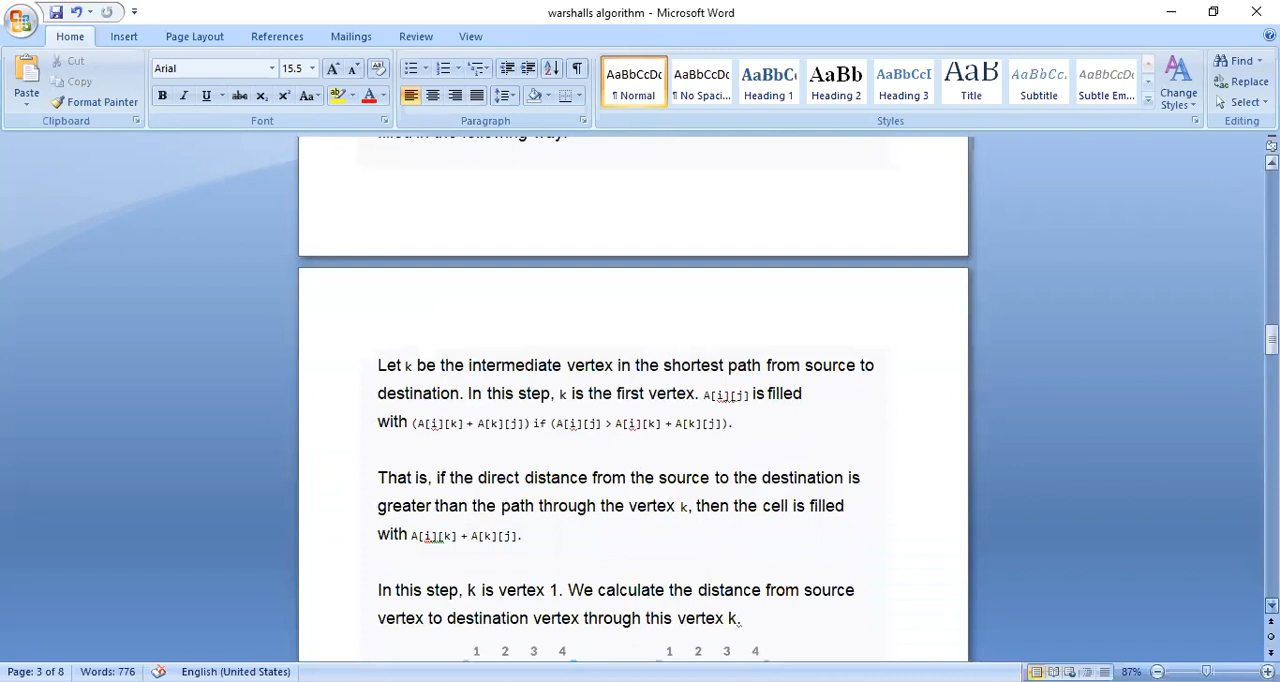 warshalls algorithm - Microsoft Word
Home Insert Page Layout References Mailings Review View
Paste
Cut
Copy
Format Painter
Clipboard
Arial 15.5
Font
Paragraph
AaBbCcDc AaBbCcDc AaBbC AaBb AaBbCcI AaB AaBbCc. AaBbCcDc
¶ Normal ¶ No Spaci... Heading 1 Heading 2 Heading 3 Title Subtitle Subtle Em...
Change Styles
Styles
Find
Replace
Select
Editing
Let k be the intermediate vertex in the shortest path from source to
destination. In this step, k is the first vertex. A[i][j] is filled
with (A[i][k] + A[k][j]) if (A[i][j] > A[i][k] + A[k][j]).
That is, if the direct distance from the source to the destination is
greater than the path through the vertex k, then the cell is filled
with A[i][k] + A[k][j].
In this step, k is vertex 1. We calculate the distance from source
vertex to destination vertex through this vertex k.
1 2 3 4 1 2 3 4
Page: 3 of 8 Words: 776 English (United States) 87%